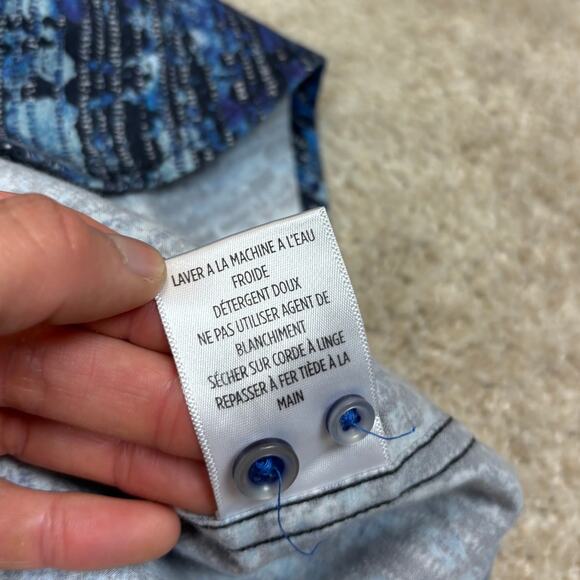 LAVER A LA MACHINE A L'EAU
FROIDE
DÉTERGENT DOUX
NE PAS UTILISER AGENT DE
BLANCHIMENT
SÉCHER SUR CORDE À LINGE
REPASSER À FER TIÈDE À LA
MAIN